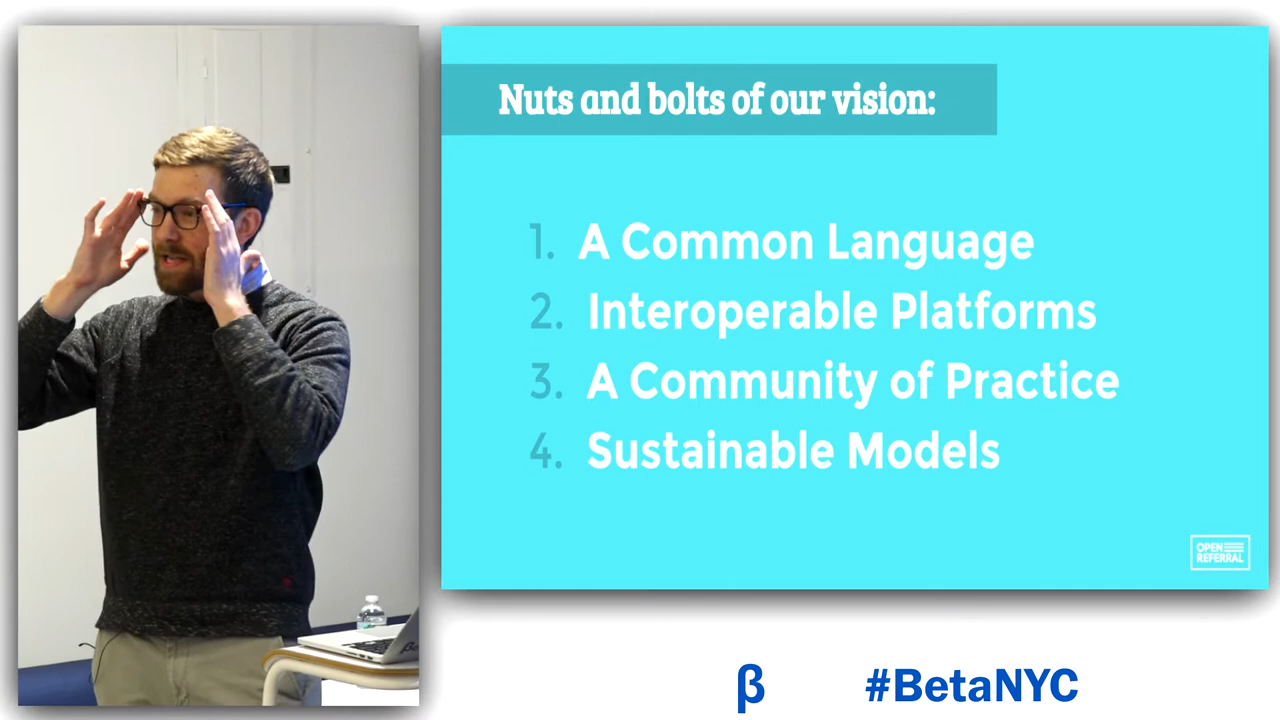 Nuts and bolts of our vision:
1. A Common Language
2. Interoperable Platforms
3. A Community of Practice
4. Sustainable Models
OPEN
REFERRAL
β #BetaNYC